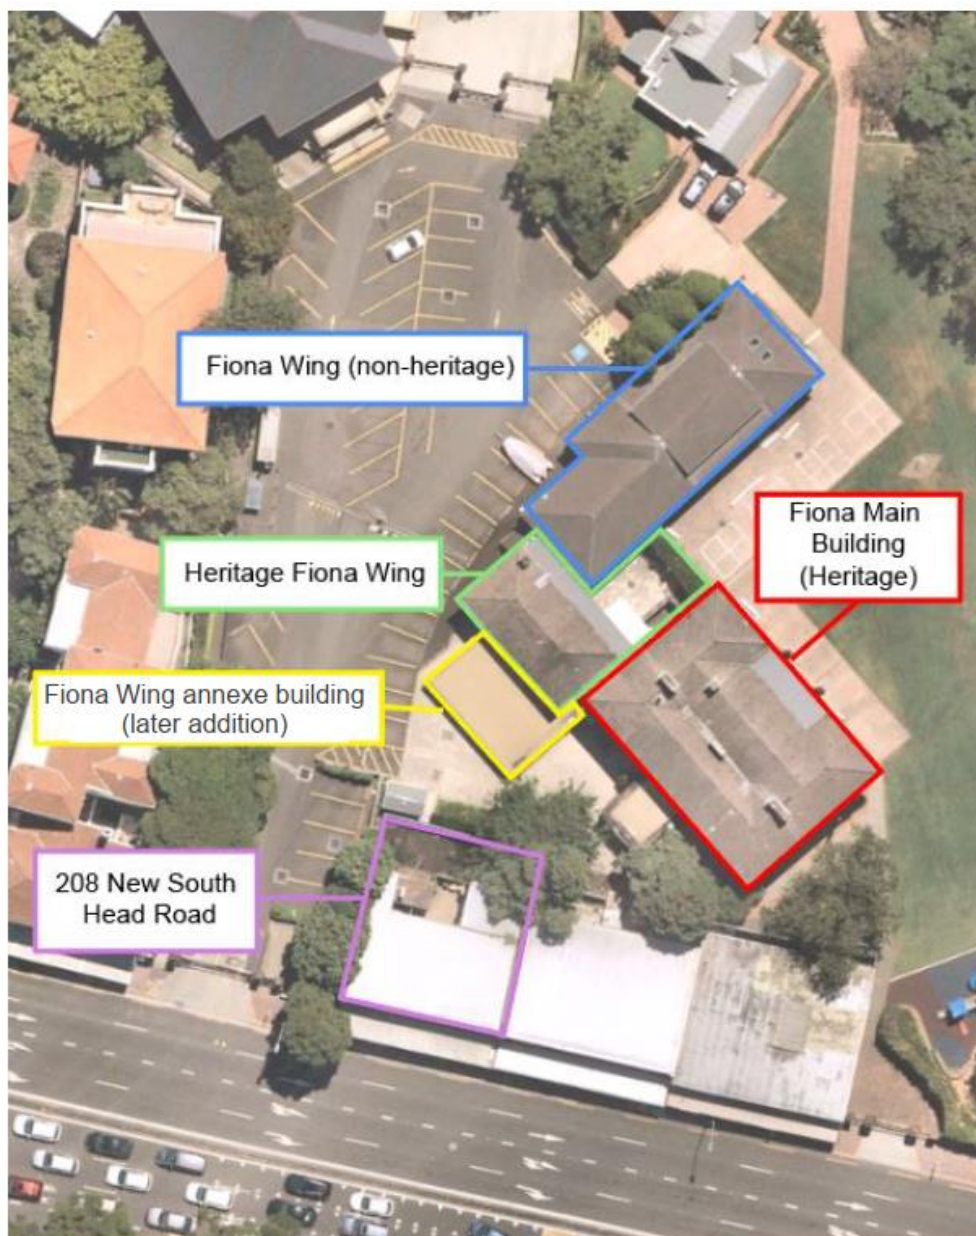 Fiona Wing (non-heritage)
Fiona Main
Building
(Heritage)
Heritage Fiona Wing
Fiona Wing annexe building
(later addition)
208 New South
Head Road